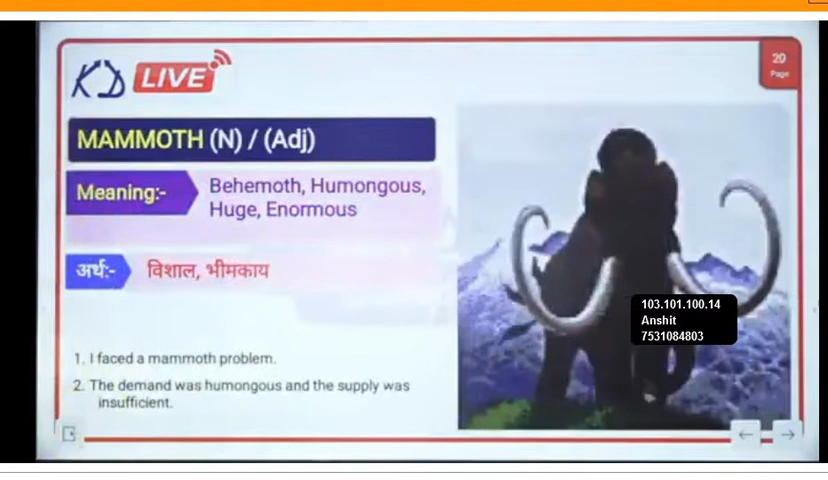 KD LIVE
20
Page
MAMMOTH (N) / (Adj)
Meaning:- Behemoth, Humongous,
Huge, Enormous
अर्थ:- विशाल, भीमकाय
103.101.100.14
Anshit
7531084803
1. I faced a mammoth problem.
2. The demand was humongous and the supply was
insufficient.